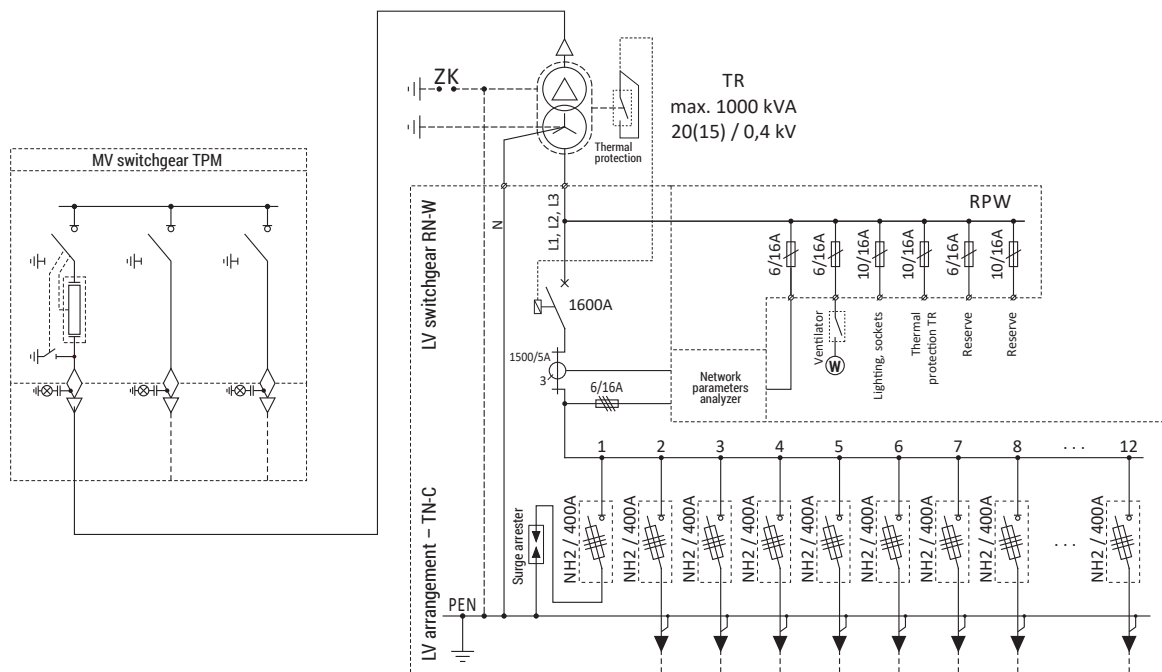 ZK
TR
max. 1000 kVA
20(15) / 0,4 kV
Thermal
protection
MV switchgear TPM
LV switchgear RN-W
N
L1, L2, L3
RPW
6/16A
6/16A
10/16A
10/16A
6/16A
10/16A
1600A
1500/5A
3
6/16A
Network
parameters
analyzer
Ventilator
W
Lighting, sockets
Thermal
protection TR
Reserve
Reserve
1 2 3 4 5 6 7 8 . . . 12
LV arrangement – TN-C
Surge arrester
NH2 / 400A
NH2 / 400A
NH2 / 400A
NH2 / 400A
NH2 / 400A
NH2 / 400A
NH2 / 400A
NH2 / 400A
. . .
NH2 / 400A
PEN